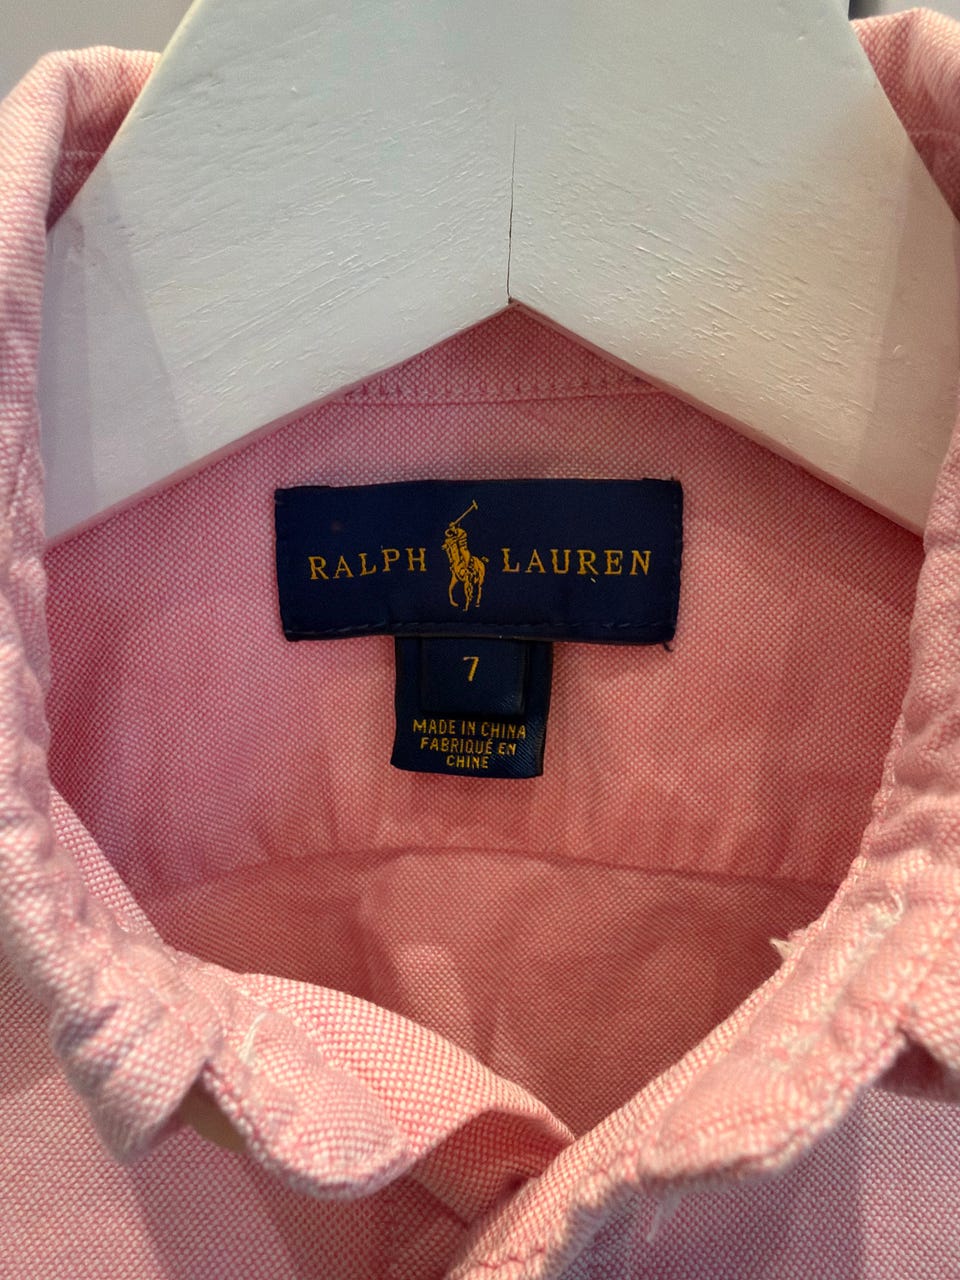 RALPH LAUREN
7
MADE IN CHINA
FABRIQUÉ EN
CHINE